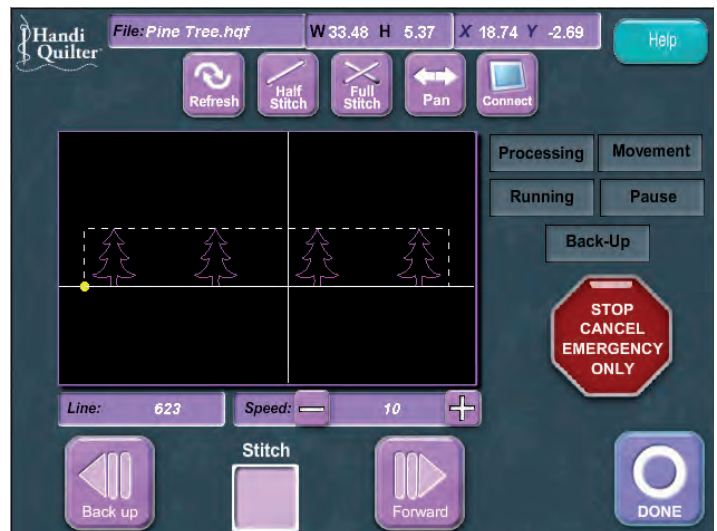 Handi
Quilter
File: Pine Tree.hqf
W 33.48 H 5.37
X 18.74 Y -2.69
Help
Refresh
Half
Stitch
Full
Stitch
Pan
Connect
Processing
Movement
Running
Pause
Back-Up
STOP
CANCEL
EMERGENCY
ONLY
Line: 623
Speed: 10
Back up
Stitch
Forward
DONE